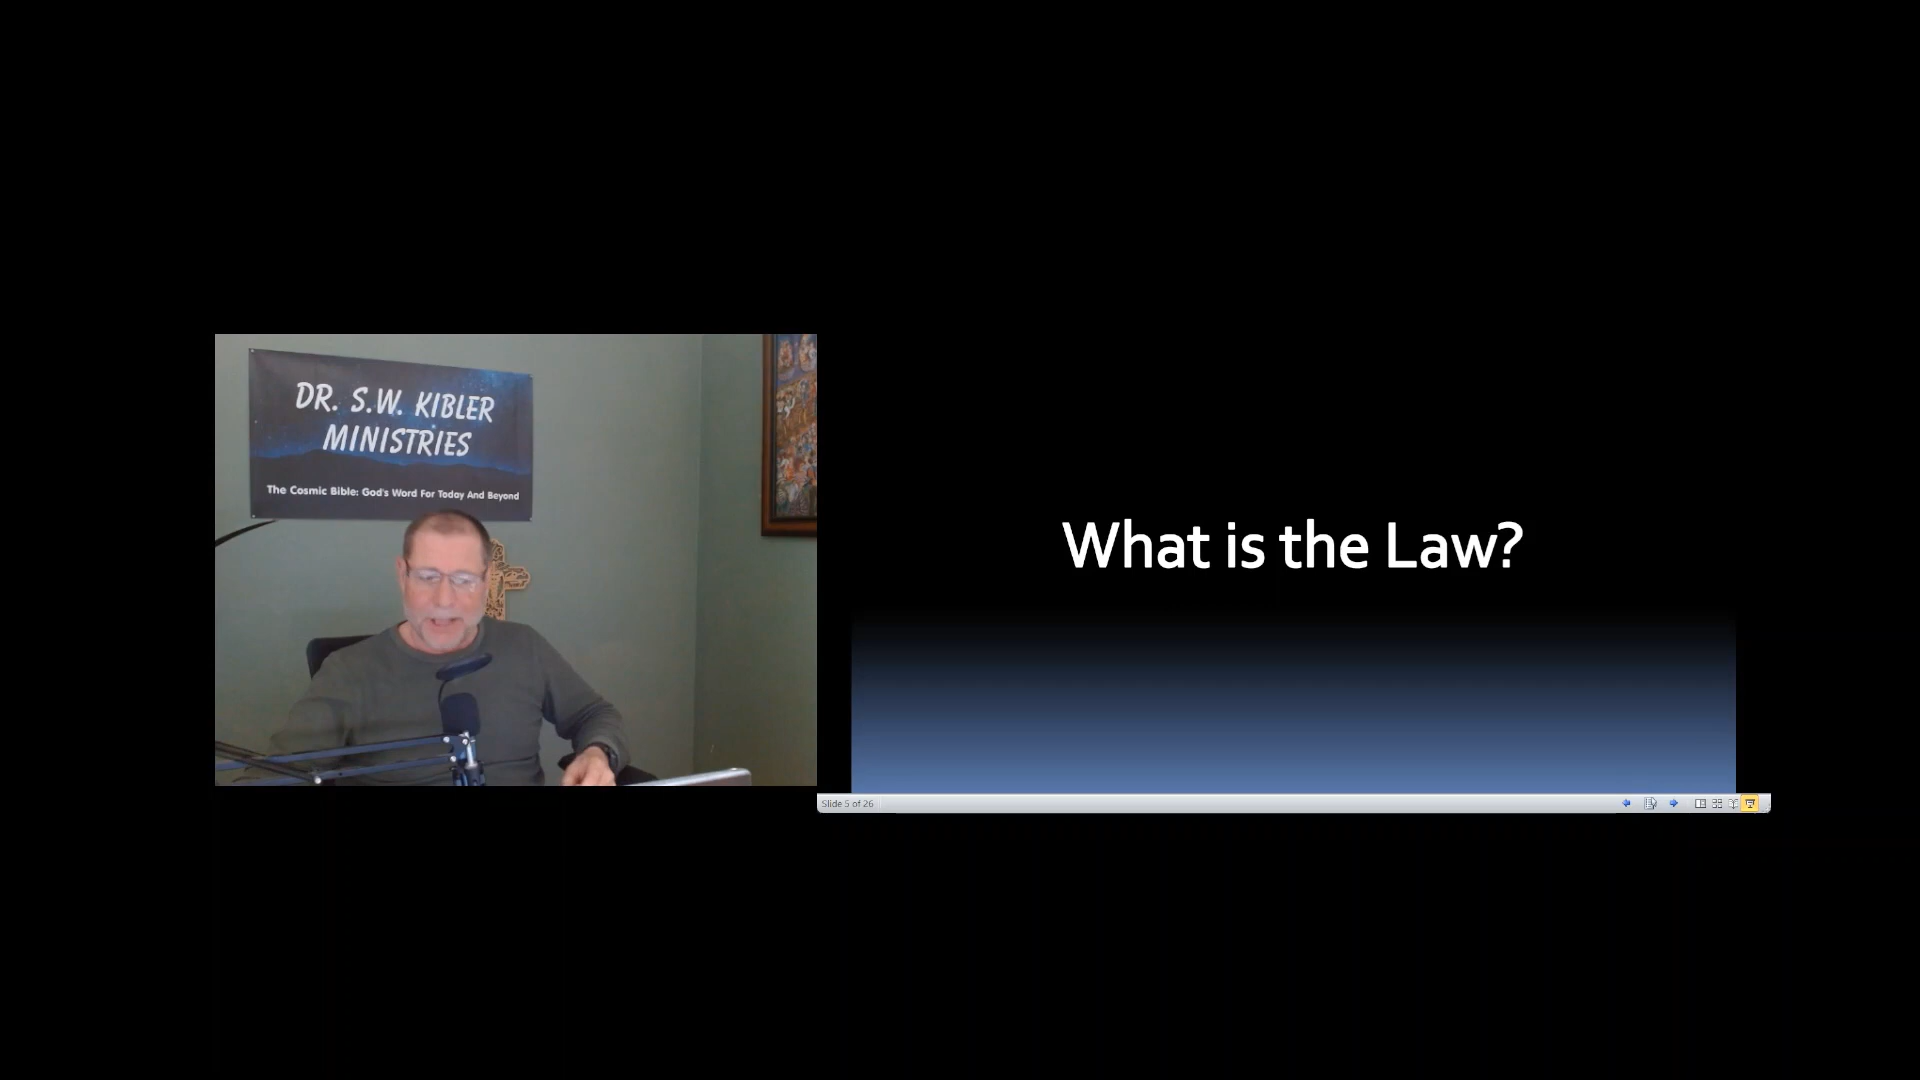 DR. S.W. KIBLER
MINISTRIES
The Cosmic Bible: God's Word For Today And Beyond
What is the Law?
Slide 5 of 26